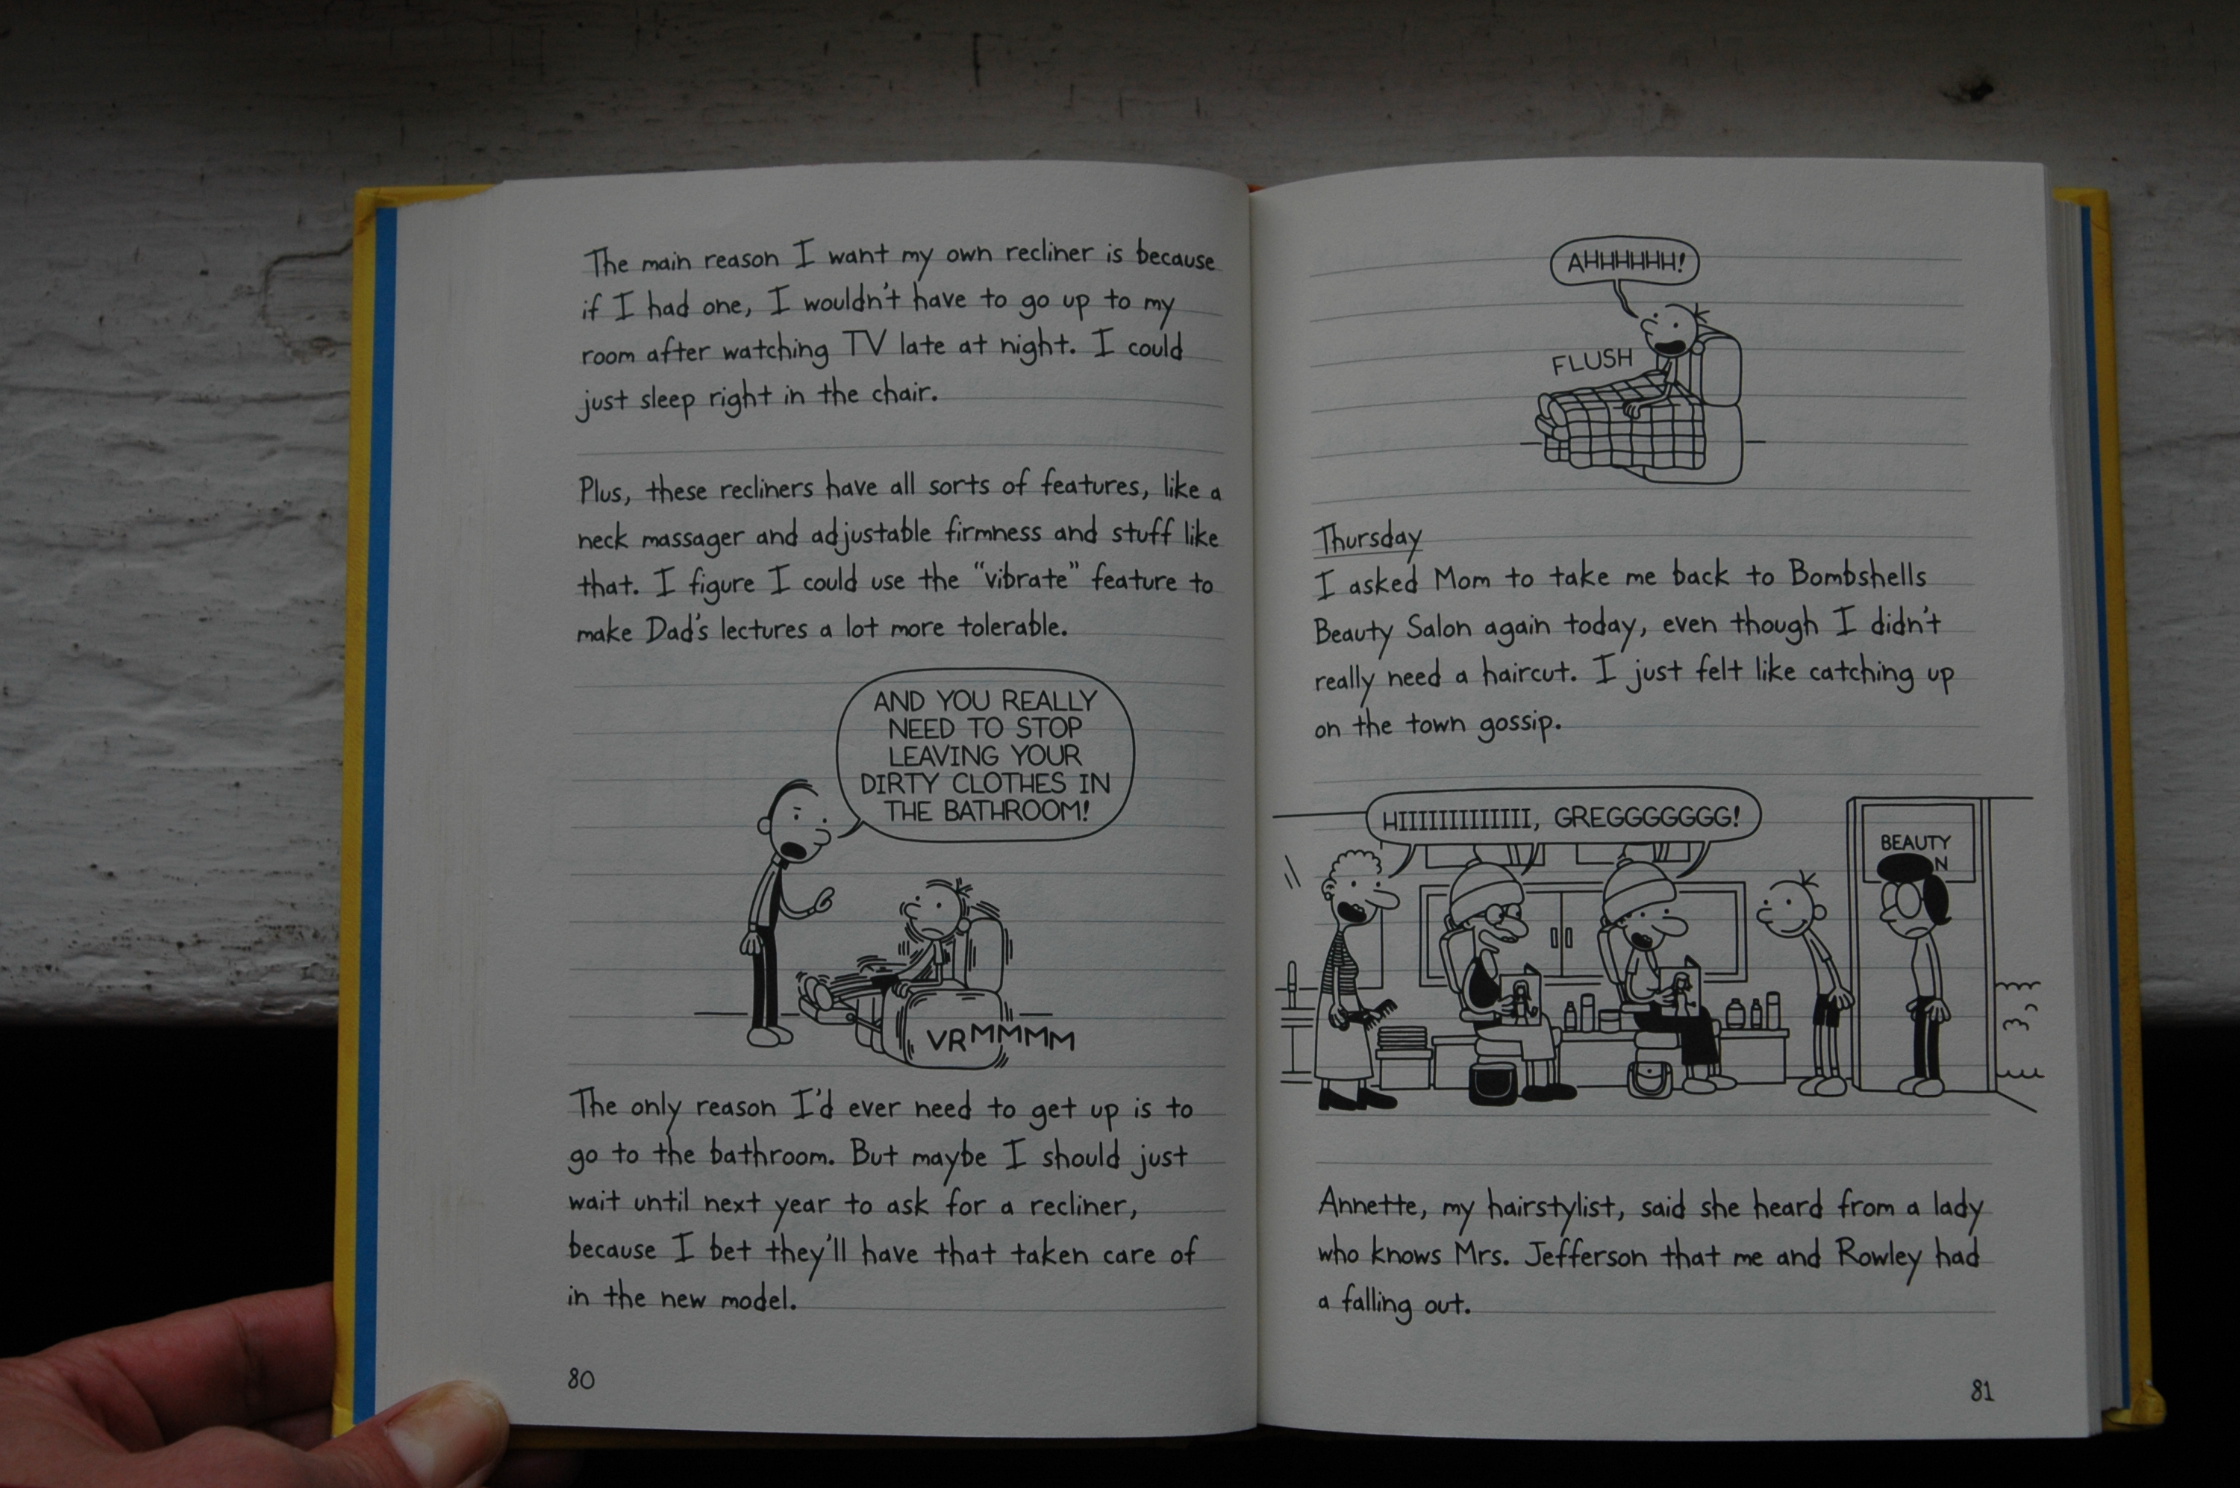 The main reason I want my own recliner is because
if I had one, I wouldn't have to go up to my
room after watching TV late at night. I could
just sleep right in the chair.
Plus, these recliners have all sorts of features, like a
neck massager and adjustable firmness and stuff like
that. I figure I could use the "vibrate" feature to
make Dad's lectures a lot more tolerable.
AND YOU REALLY
NEED TO STOP
LEAVING YOUR
DIRTY CLOTHES IN
THE BATHROOM!
VRMMMM
The only reason I'd ever need to get up is to
go to the bathroom. But maybe I should just
wait until next year to ask for a recliner,
because I bet they'll have that taken care of
in the new model.
80
AHHHHHH!
FLUSH
Thursday
I asked Mom to take me back to Bombshells
Beauty Salon again today, even though I didn't
really need a haircut. I just felt like catching up
on the town gossip.
HIIIIIIIIIIIII, GREGGGGGGG!
BEAUTY
N
Annette, my hairstylist, said she heard from a lady
who knows Mrs. Jefferson that me and Rowley had
a falling out.
81